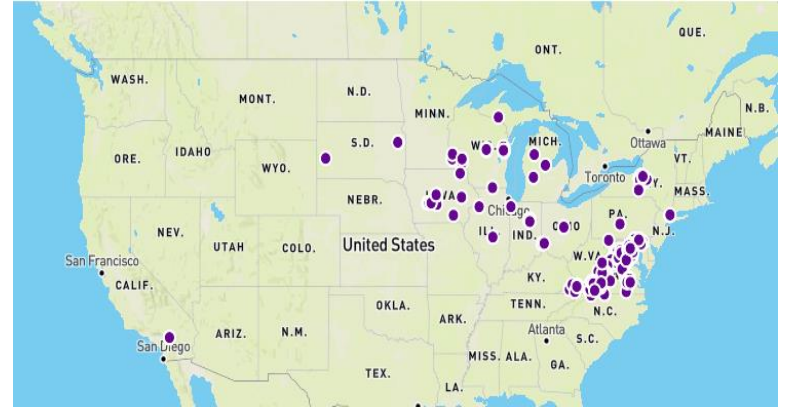 QUE.
ONT.
WASH.
MONT.
N.D.
MINN.
N.B.
MAINE
Ottawa
VT.
ORE.
IDAHO
S.D.
MICH.
WYO.
Toronto
MASS.
NEBR.
Chicago
PA.
N.J.
NEV.
UTAH
COLO.
United States
IND.
San Francisco
CALIF.
W.VA.
KY.
OKLA.
TENN.
N.C.
ARIZ.
N.M.
ARK.
Atlanta
S.C.
San Diego
MISS.
ALA.
GA.
TEX.
LA.